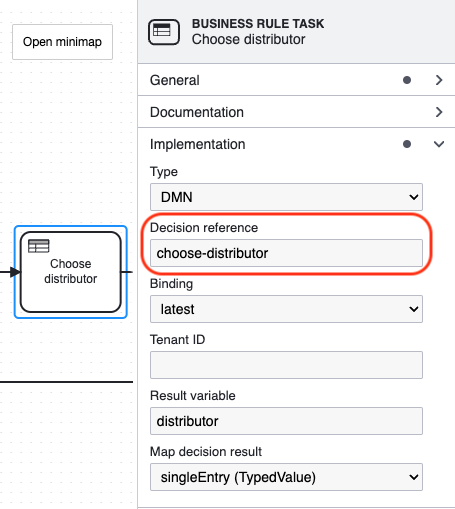 Open minimap
BUSINESS RULE TASK
Choose distributor
General
Documentation
Implementation
Type
DMN
Decision reference
choose-distributor
Binding
latest
Tenant ID
Result variable
distributor
Map decision result
singleEntry (TypedValue)
Choose
distributor